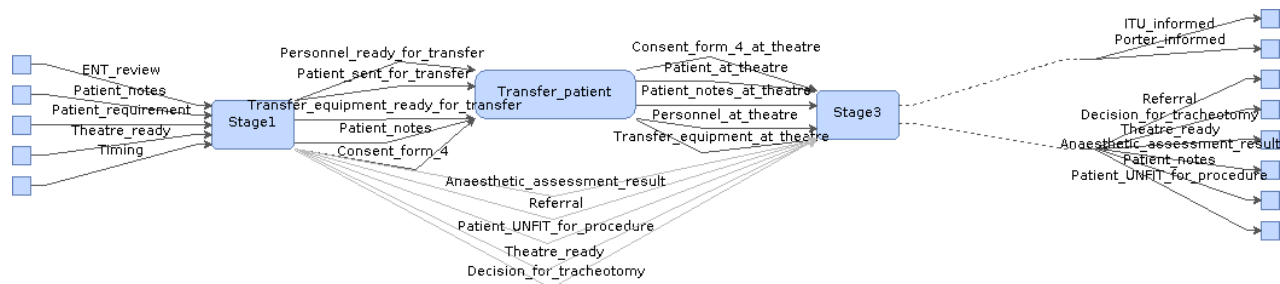 ENT_review
Patient_notes
Patient_requirement
Theatre_ready
Timing
Stage1
Personnel_ready_for_transfer
Patient_sent_for_transfer
Transfer_equipment_ready_for_transfer
Patient_notes
Consent_form_4
Transfer_patient
Consent_form_4_at_theatre
Patient_at_theatre
Patient_notes_at_theatre
Personnel_at_theatre
Transfer_equipment_at_theatre
Anaesthetic_assessment_result
Referral
Patient_UNFIT_for_procedure
Theatre_ready
Decision_for_tracheotomy
Stage3
ITU_informed
Porter_informed
Referral
Decision_for_tracheotomy
Theatre_ready
Anaesthetic_assessment_result
Patient_notes
Patient_UNFIT_for_procedure